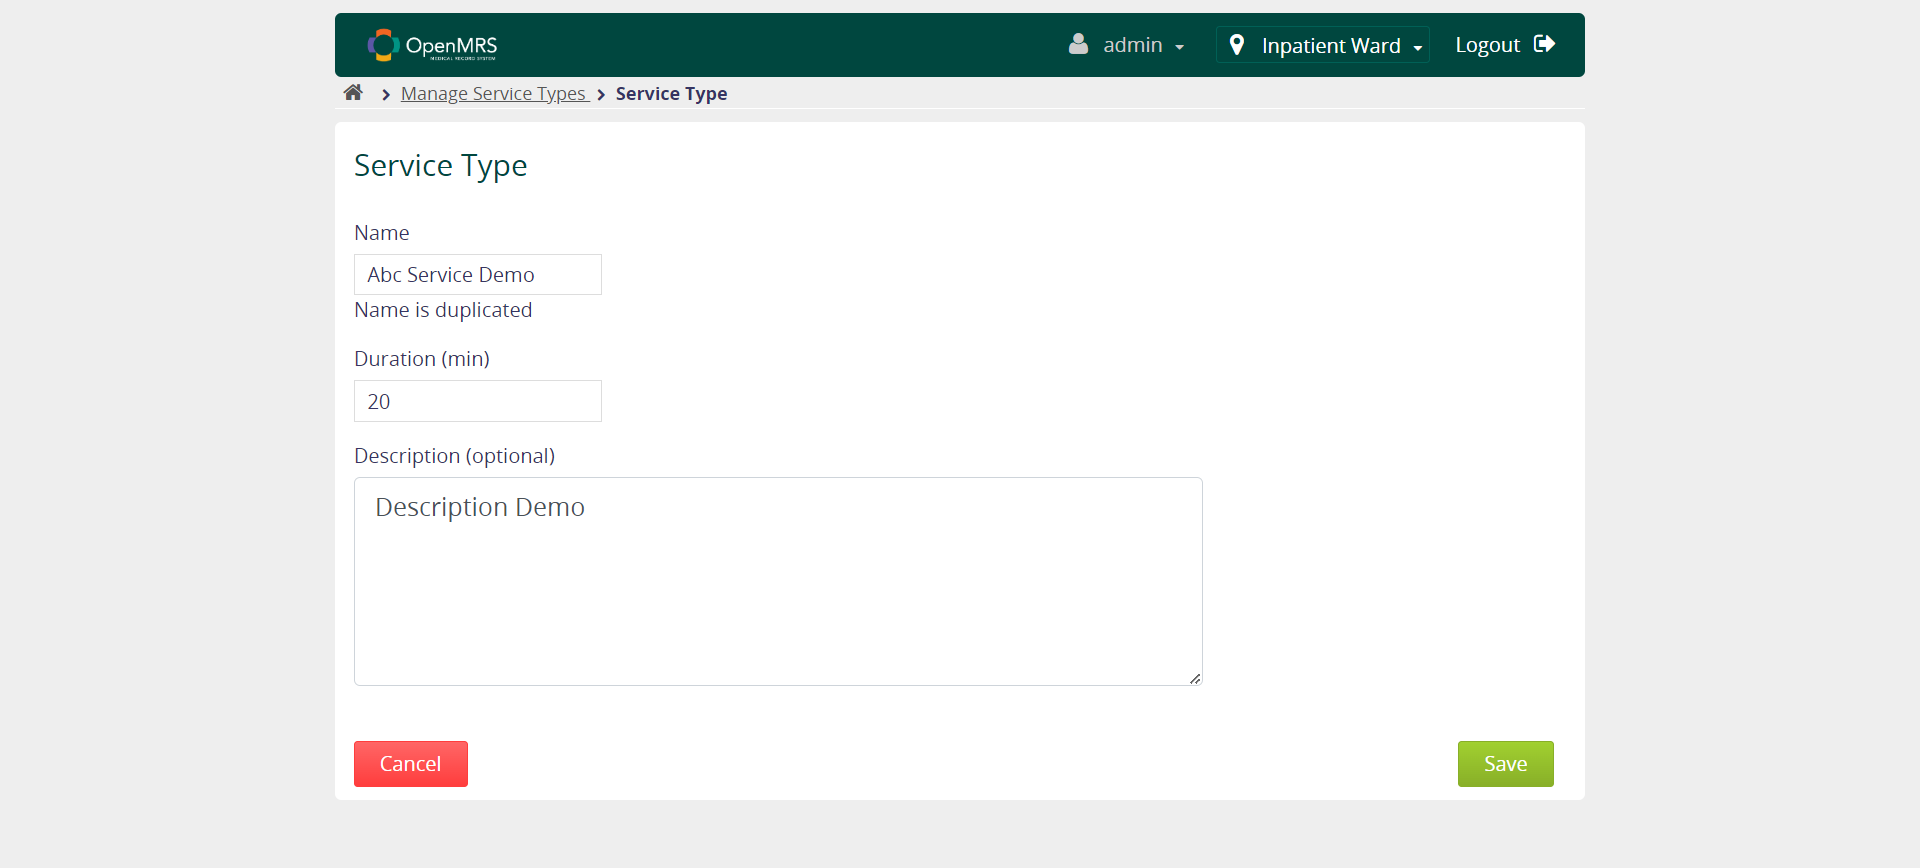 OpenMRS
MEDICAL RECORD SYSTEM
admin
Inpatient Ward
Logout
Manage Service Types
Service Type
Service Type
Name
Abc Service Demo
Name is duplicated
Duration (min)
20
Description (optional)
Description Demo
Cancel
Save